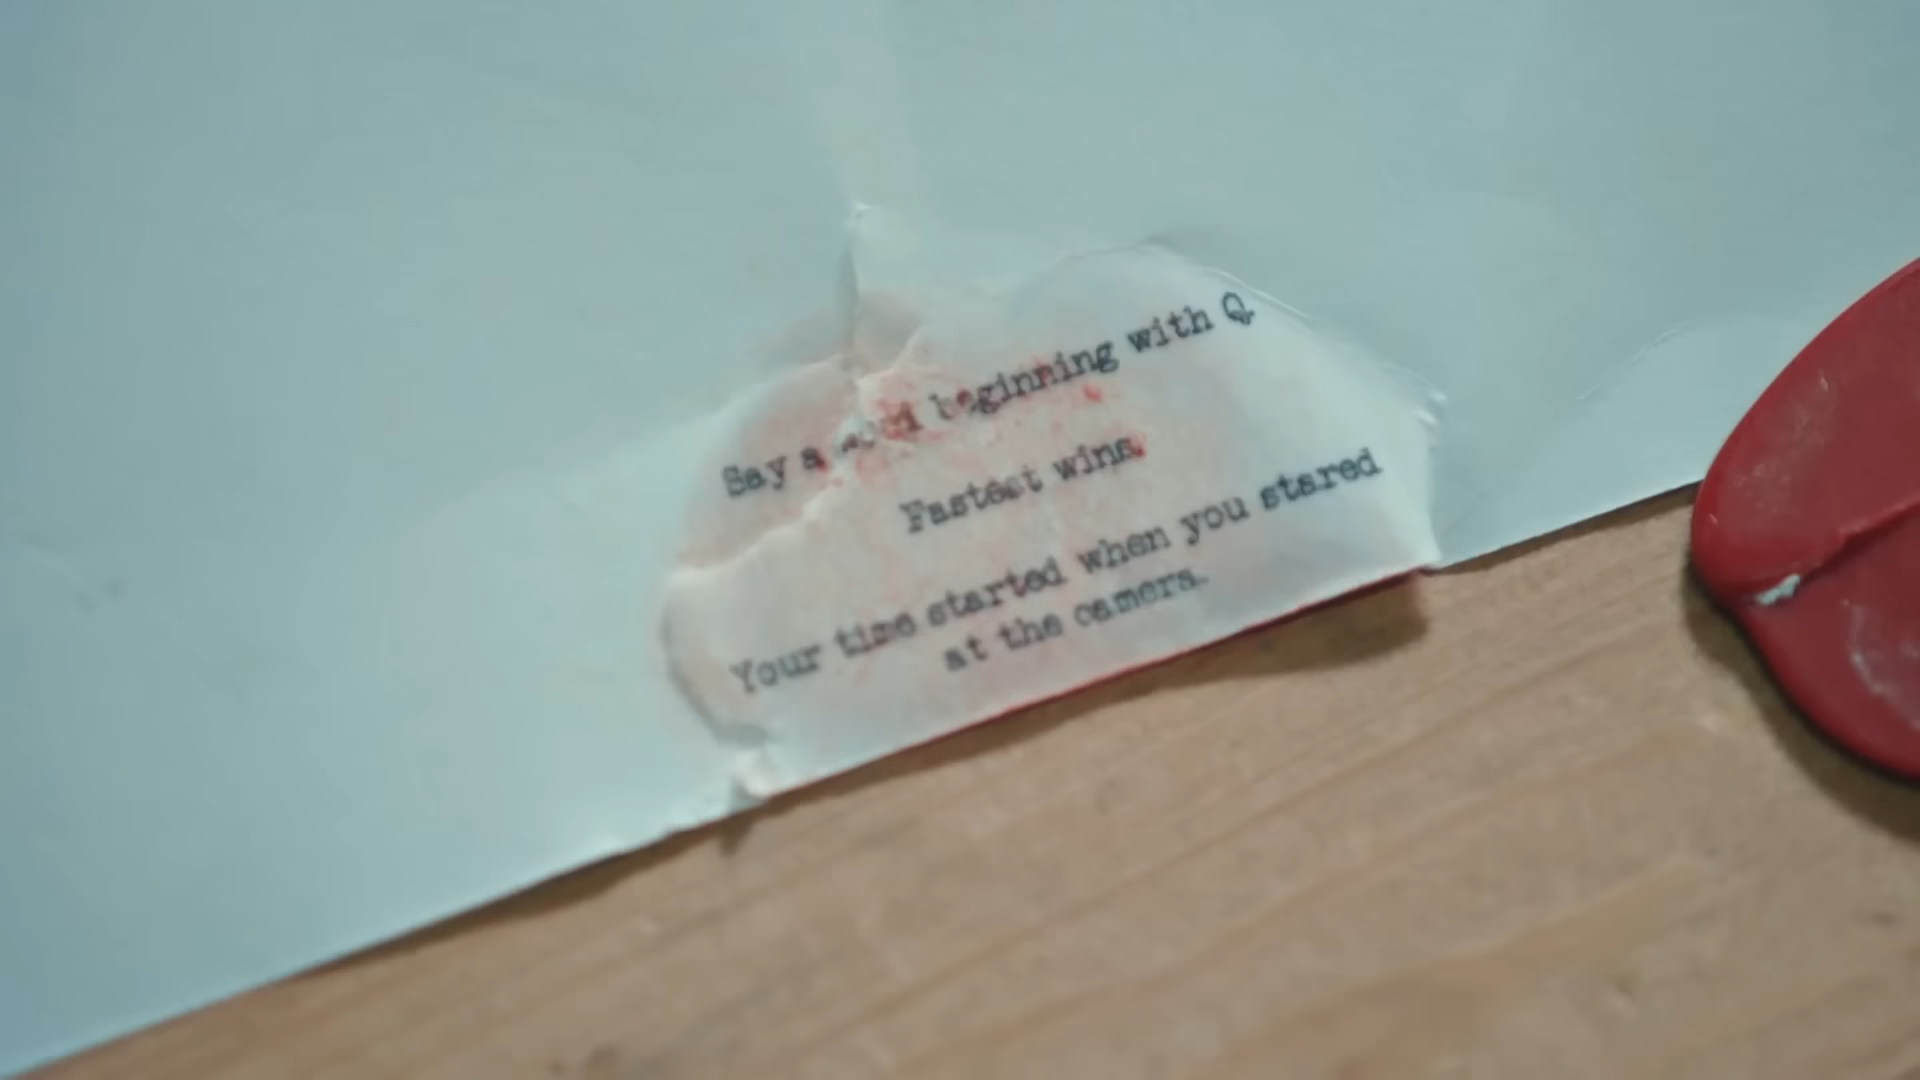 Say a word beginning with Q.
Fastest wins.
Your time started when you stared
at the camera.